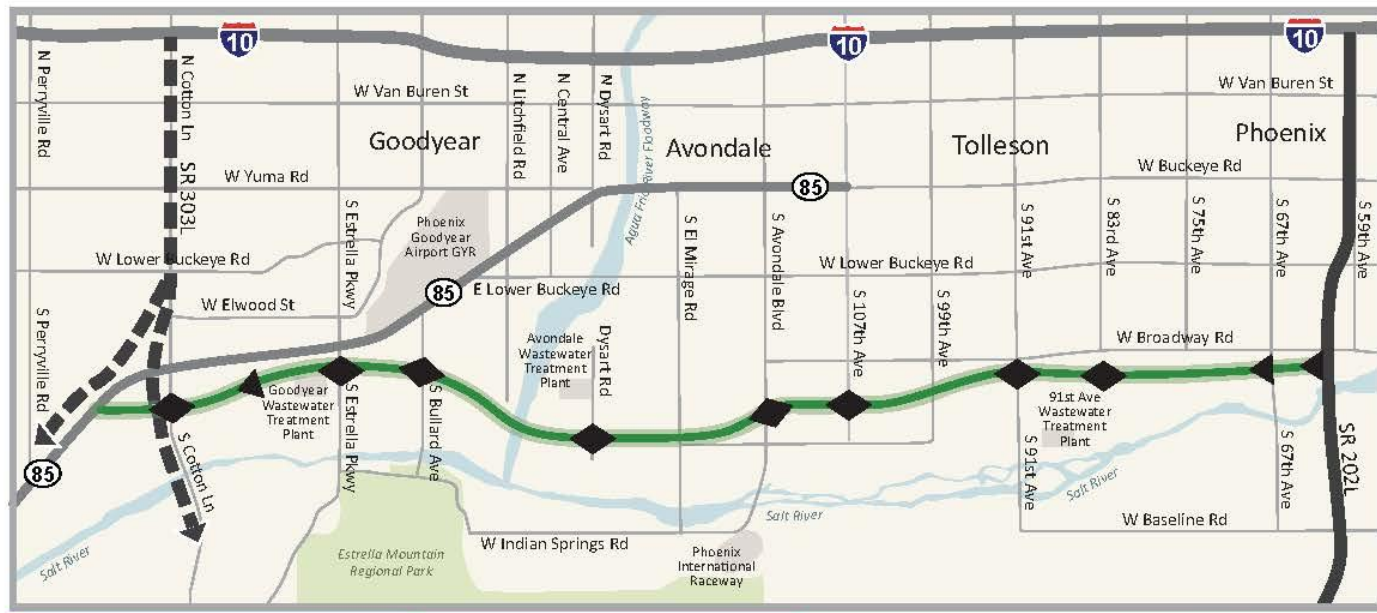 10
10
10
N Perryville Rd
N Cotton Ln
SR 303L
W Van Buren St
N Litchfield Rd
N Central Ave
N Dysart Rd
Agua Fria River Floodway
W Van Buren St
Goodyear
Avondale
Tolleson
Phoenix
W Yuma Rd
85
W Buckeye Rd
S Estrella Pkwy
Phoenix
Goodyear
Airport GYR
S El Mirage Rd
S Avondale Blvd
S 91st Ave
S 83rd Ave
S 75th Ave
S 67th Ave
S 59th Ave
W Lower Buckeye Rd
85
E Lower Buckeye Rd
W Lower Buckeye Rd
W Elwood St
S 107th Ave
S 99th Ave
S Perryville Rd
Avondale
Wastewater
Treatment
Plant
Dysart Rd
W Broadway Rd
Goodyear
Wastewater
Treatment
Plant
S Estrella Pkwy
S Bullard Ave
91st Ave
Wastewater
Treatment
Plant
S Cotton Ln
85
S 91st Ave
S 67th Ave
SR 202L
Salt River
Salt River
W Baseline Rd
Salt River
W Indian Springs Rd
Estrella Mountain
Regional Park
Phoenix
International
Raceway